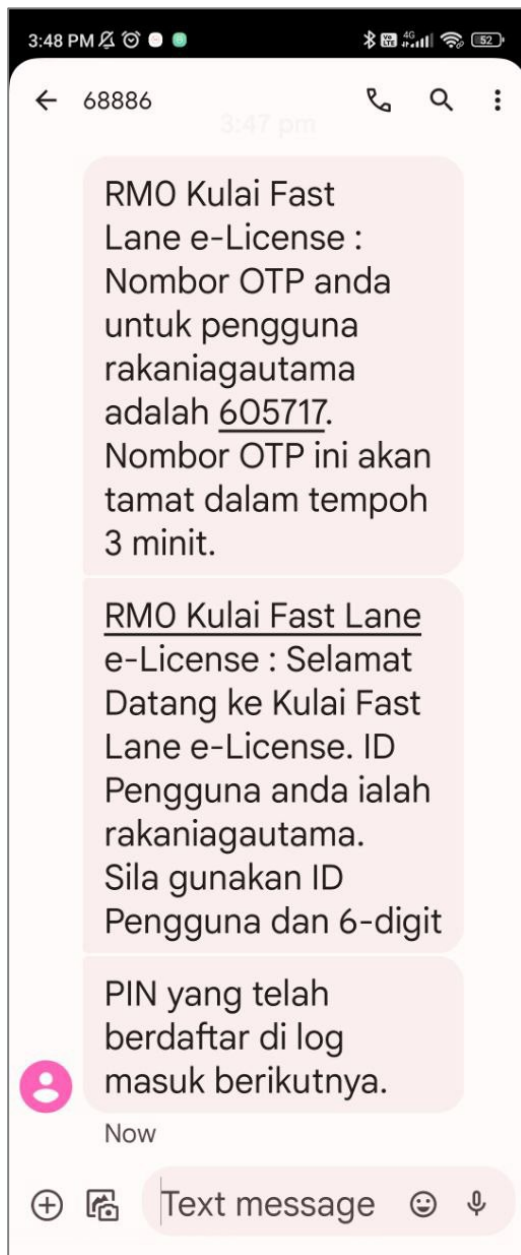 3:48 PM
4G
52
68886
3:47 pm
RM0 Kulai Fast
Lane e-License :
Nombor OTP anda
untuk pengguna
rakaniagautama
adalah 605717.
Nombor OTP ini akan
tamat dalam tempoh
3 minit.
RM0 Kulai Fast Lane
e-License : Selamat
Datang ke Kulai Fast
Lane e-License. ID
Pengguna anda ialah
rakaniagautama.
Sila gunakan ID
Pengguna dan 6-digit
PIN yang telah
berdaftar di log
masuk berikutnya.
Now
Text message